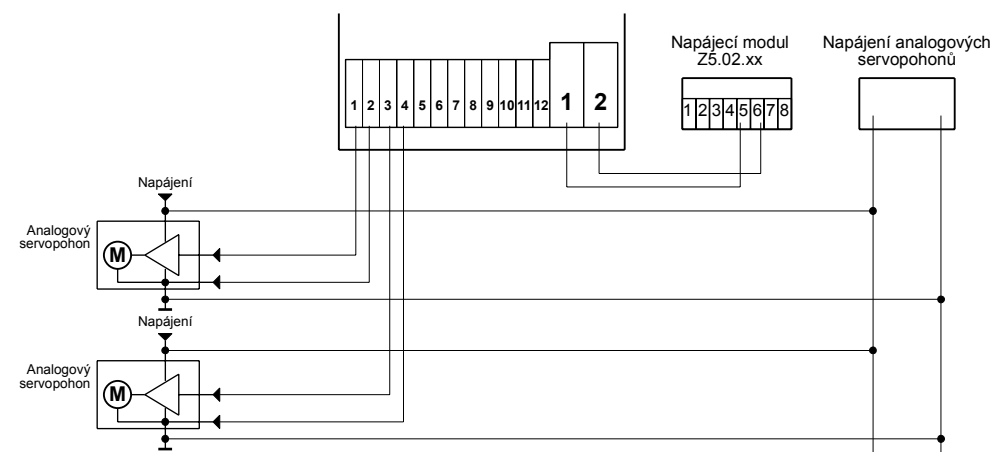 Napájecí modul
Z5.02.xx
Napájení analogových
servopohonů
1 2 3 4 5 6 7 8 9 10 11 12 1 2
1 2 3 4 5 6 7 8
Napájení
Analogový
servopohon
M
Napájení
Analogový
servopohon
M